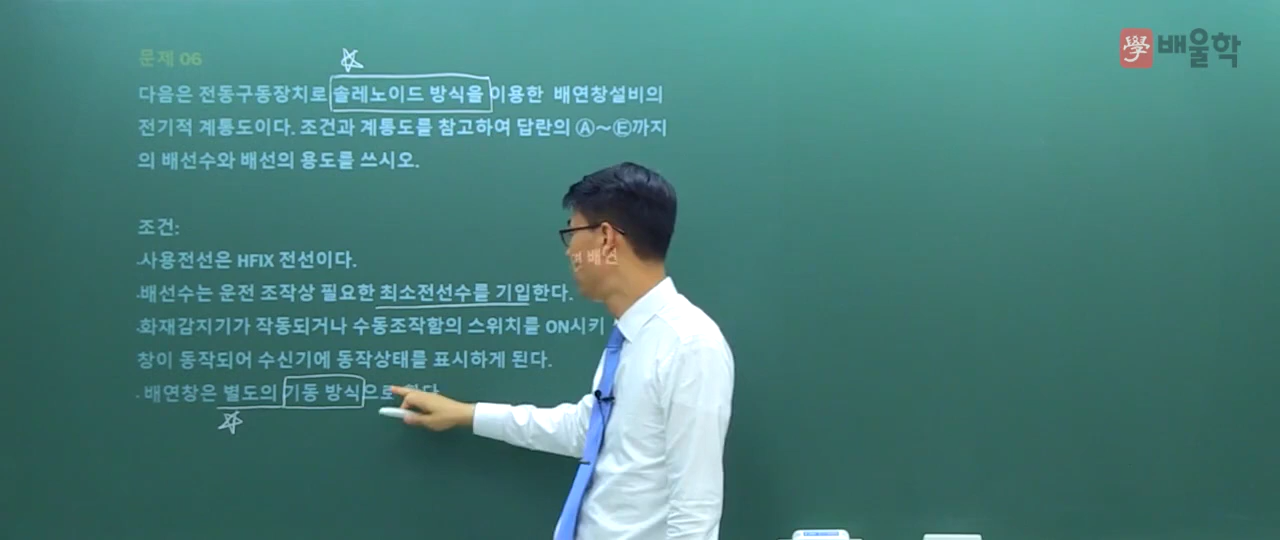 學 배울학
문제 06
다음은 전동구동장치로 솔레노이드 방식을 이용한 배연창설비의
전기적 계통도이다. 조건과 계통도를 참고하여 답란의 Ⓐ~Ⓔ까지
의 배선수와 배선의 용도를 쓰시오.
조건:
-사용전선은 HFIX 전선이다.
-배선수는 운전 조작상 필요한 최소전선수를 기입한다.
-화재감지기가 작동되거나 수동조작함의 스위치를 ON시키
창이 동작되어 수신기에 동작상태를 표시하게 된다.
- 배연창은 별도의 기동 방식으로